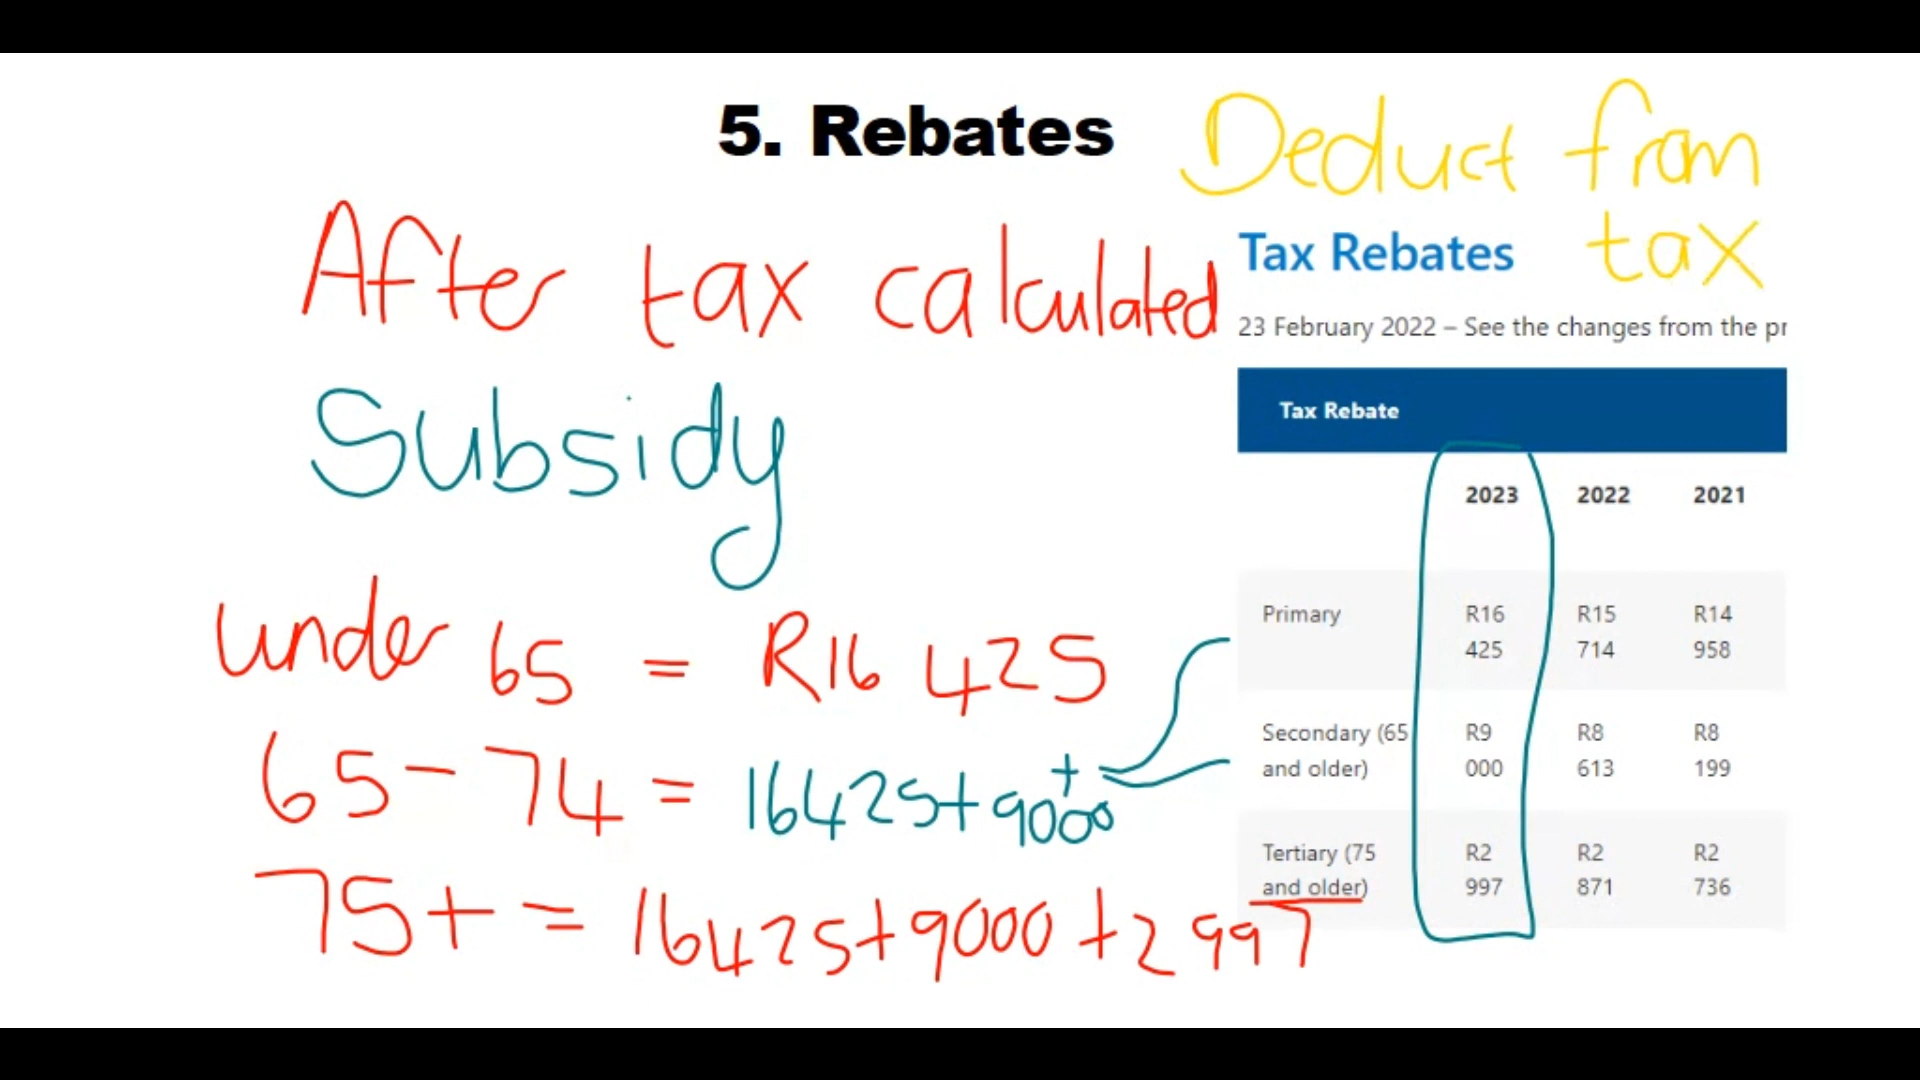 5. Rebates
Deduct from
tax
After tax calculated
Subsidy
under 65 = R16 425
65 - 74 = 16425+9000
+
75+ = 16425+9000+2997
Tax Rebates
23 February 2022 – See the changes from the pr
Tax Rebate
2023 2022 2021
Primary R16 R15 R14
425 714 958
Secondary (65 R9 R8 R8
and older) 000 613 199
Tertiary (75 R2 R2 R2
and older) 997 871 736